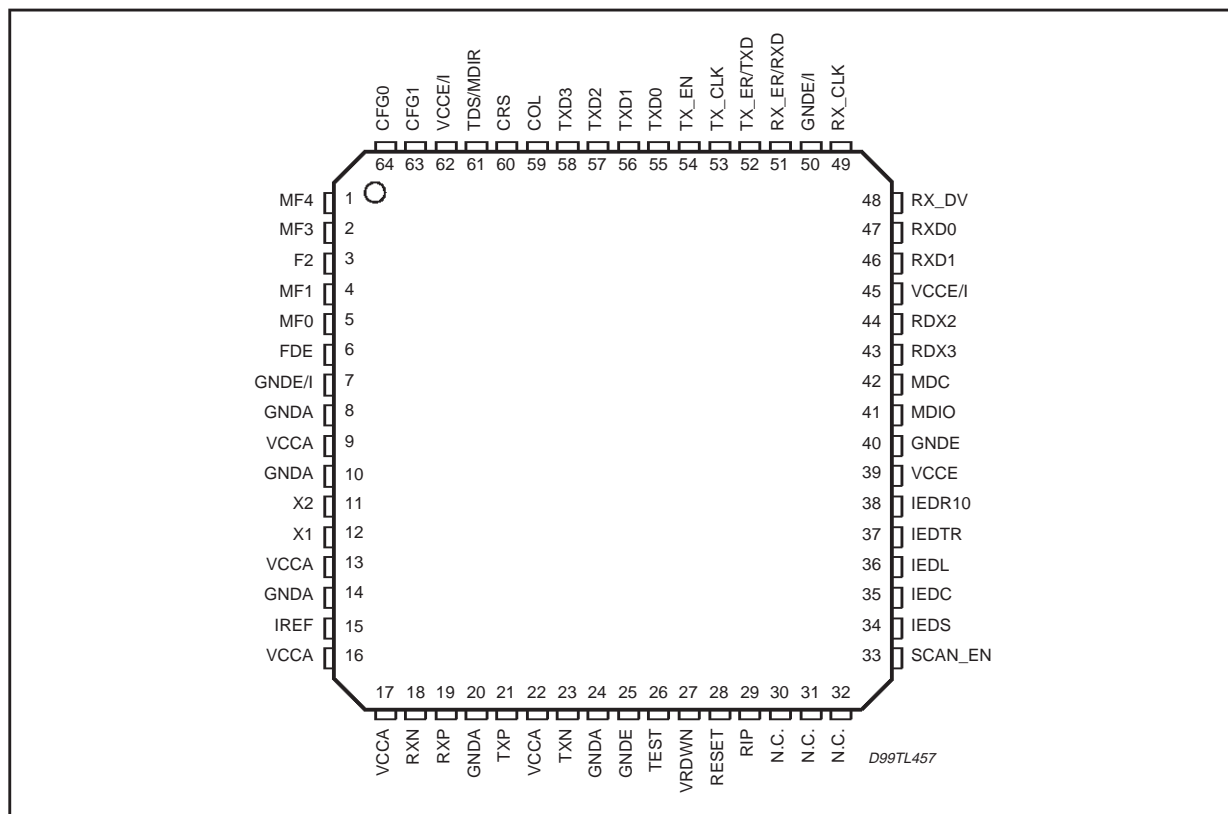 CFG0
CFG1
VCCE/I
TDS/MDIR
CRS
COL
TXD3
TXD2
TXD1
TXD0
TX_EN
TX_CLK
TX_ER/TXD
RX_ER/RXD
GNDE/I
RX_CLK
64 63 62 61 60 59 58 57 56 55 54 53 52 51 50 49
MF4 1
MF3 2
F2 3
MF1 4
MF0 5
FDE 6
GNDE/I 7
GNDA 8
VCCA 9
GNDA 10
X2 11
X1 12
VCCA 13
GNDA 14
IREF 15
VCCA 16
48 RX_DV
47 RXD0
46 RXD1
45 VCCE/I
44 RDX2
43 RDX3
42 MDC
41 MDIO
40 GNDE
39 VCCE
38 IEDR10
37 IEDTR
36 IEDL
35 IEDC
34 IEDS
33 SCAN_EN
17 18 19 20 21 22 23 24 25 26 27 28 29 30 31 32
VCCA
RXN
RXP
GNDA
TXP
VCCA
TXN
GNDA
GNDE
TEST
VRDWN
RESET
RIP
N.C.
N.C.
N.C.
D99TL457